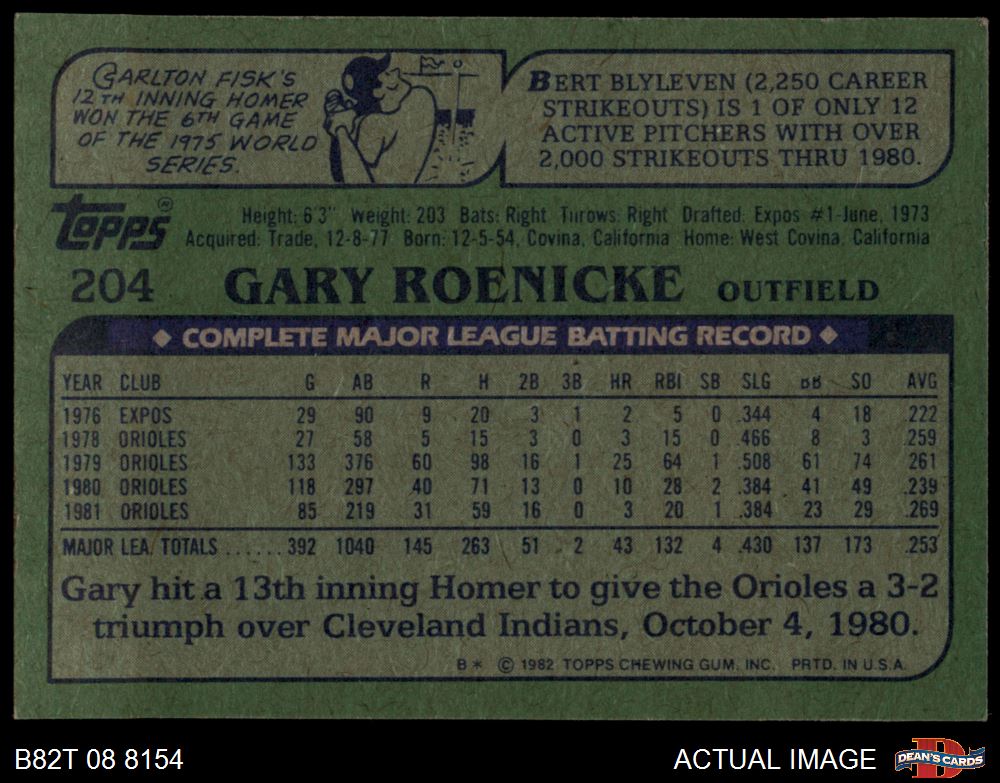 CARLTON FISK'S
12TH INNING HOMER
WON THE 6TH GAME
OF THE 1975 WORLD
SERIES.
BERT BLYLEVEN (2,250 CAREER
STRIKEOUTS) IS 1 OF ONLY 12
ACTIVE PITCHERS WITH OVER
2,000 STRIKEOUTS THRU 1980.
Topps®
Height: 6'3" Weight: 203 Bats: Right Throws: Right Drafted: Expos #1-June, 1973
Acquired: Trade, 12-8-77 Born: 12-5-54, Covina, California Home: West Covina, California
204 GARY ROENICKE OUTFIELD
◆ COMPLETE MAJOR LEAGUE BATTING RECORD ◆
YEAR CLUB G AB R H 2B 3B HR RBI SB SLG BB SO AVG
1976 EXPOS 29 90 9 20 3 1 2 5 0 .344 4 18 .222
1978 ORIOLES 27 58 5 15 3 0 3 15 0 .466 8 3 .259
1979 ORIOLES 133 376 60 98 16 1 25 64 1 .508 61 74 .261
1980 ORIOLES 118 297 40 71 13 0 10 28 2 .384 41 49 .239
1981 ORIOLES 85 219 31 59 16 0 3 20 1 .384 23 29 .269
MAJOR LEA. TOTALS ...... 392 1040 145 263 51 2 43 132 4 .430 137 173 .253
Gary hit a 13th inning Homer to give the Orioles a 3-2
triumph over Cleveland Indians, October 4, 1980.
B* © 1982 TOPPS CHEWING GUM, INC. PRTD. IN U.S.A.
B82T 08 8154 ACTUAL IMAGE D DEAN'S CARDS